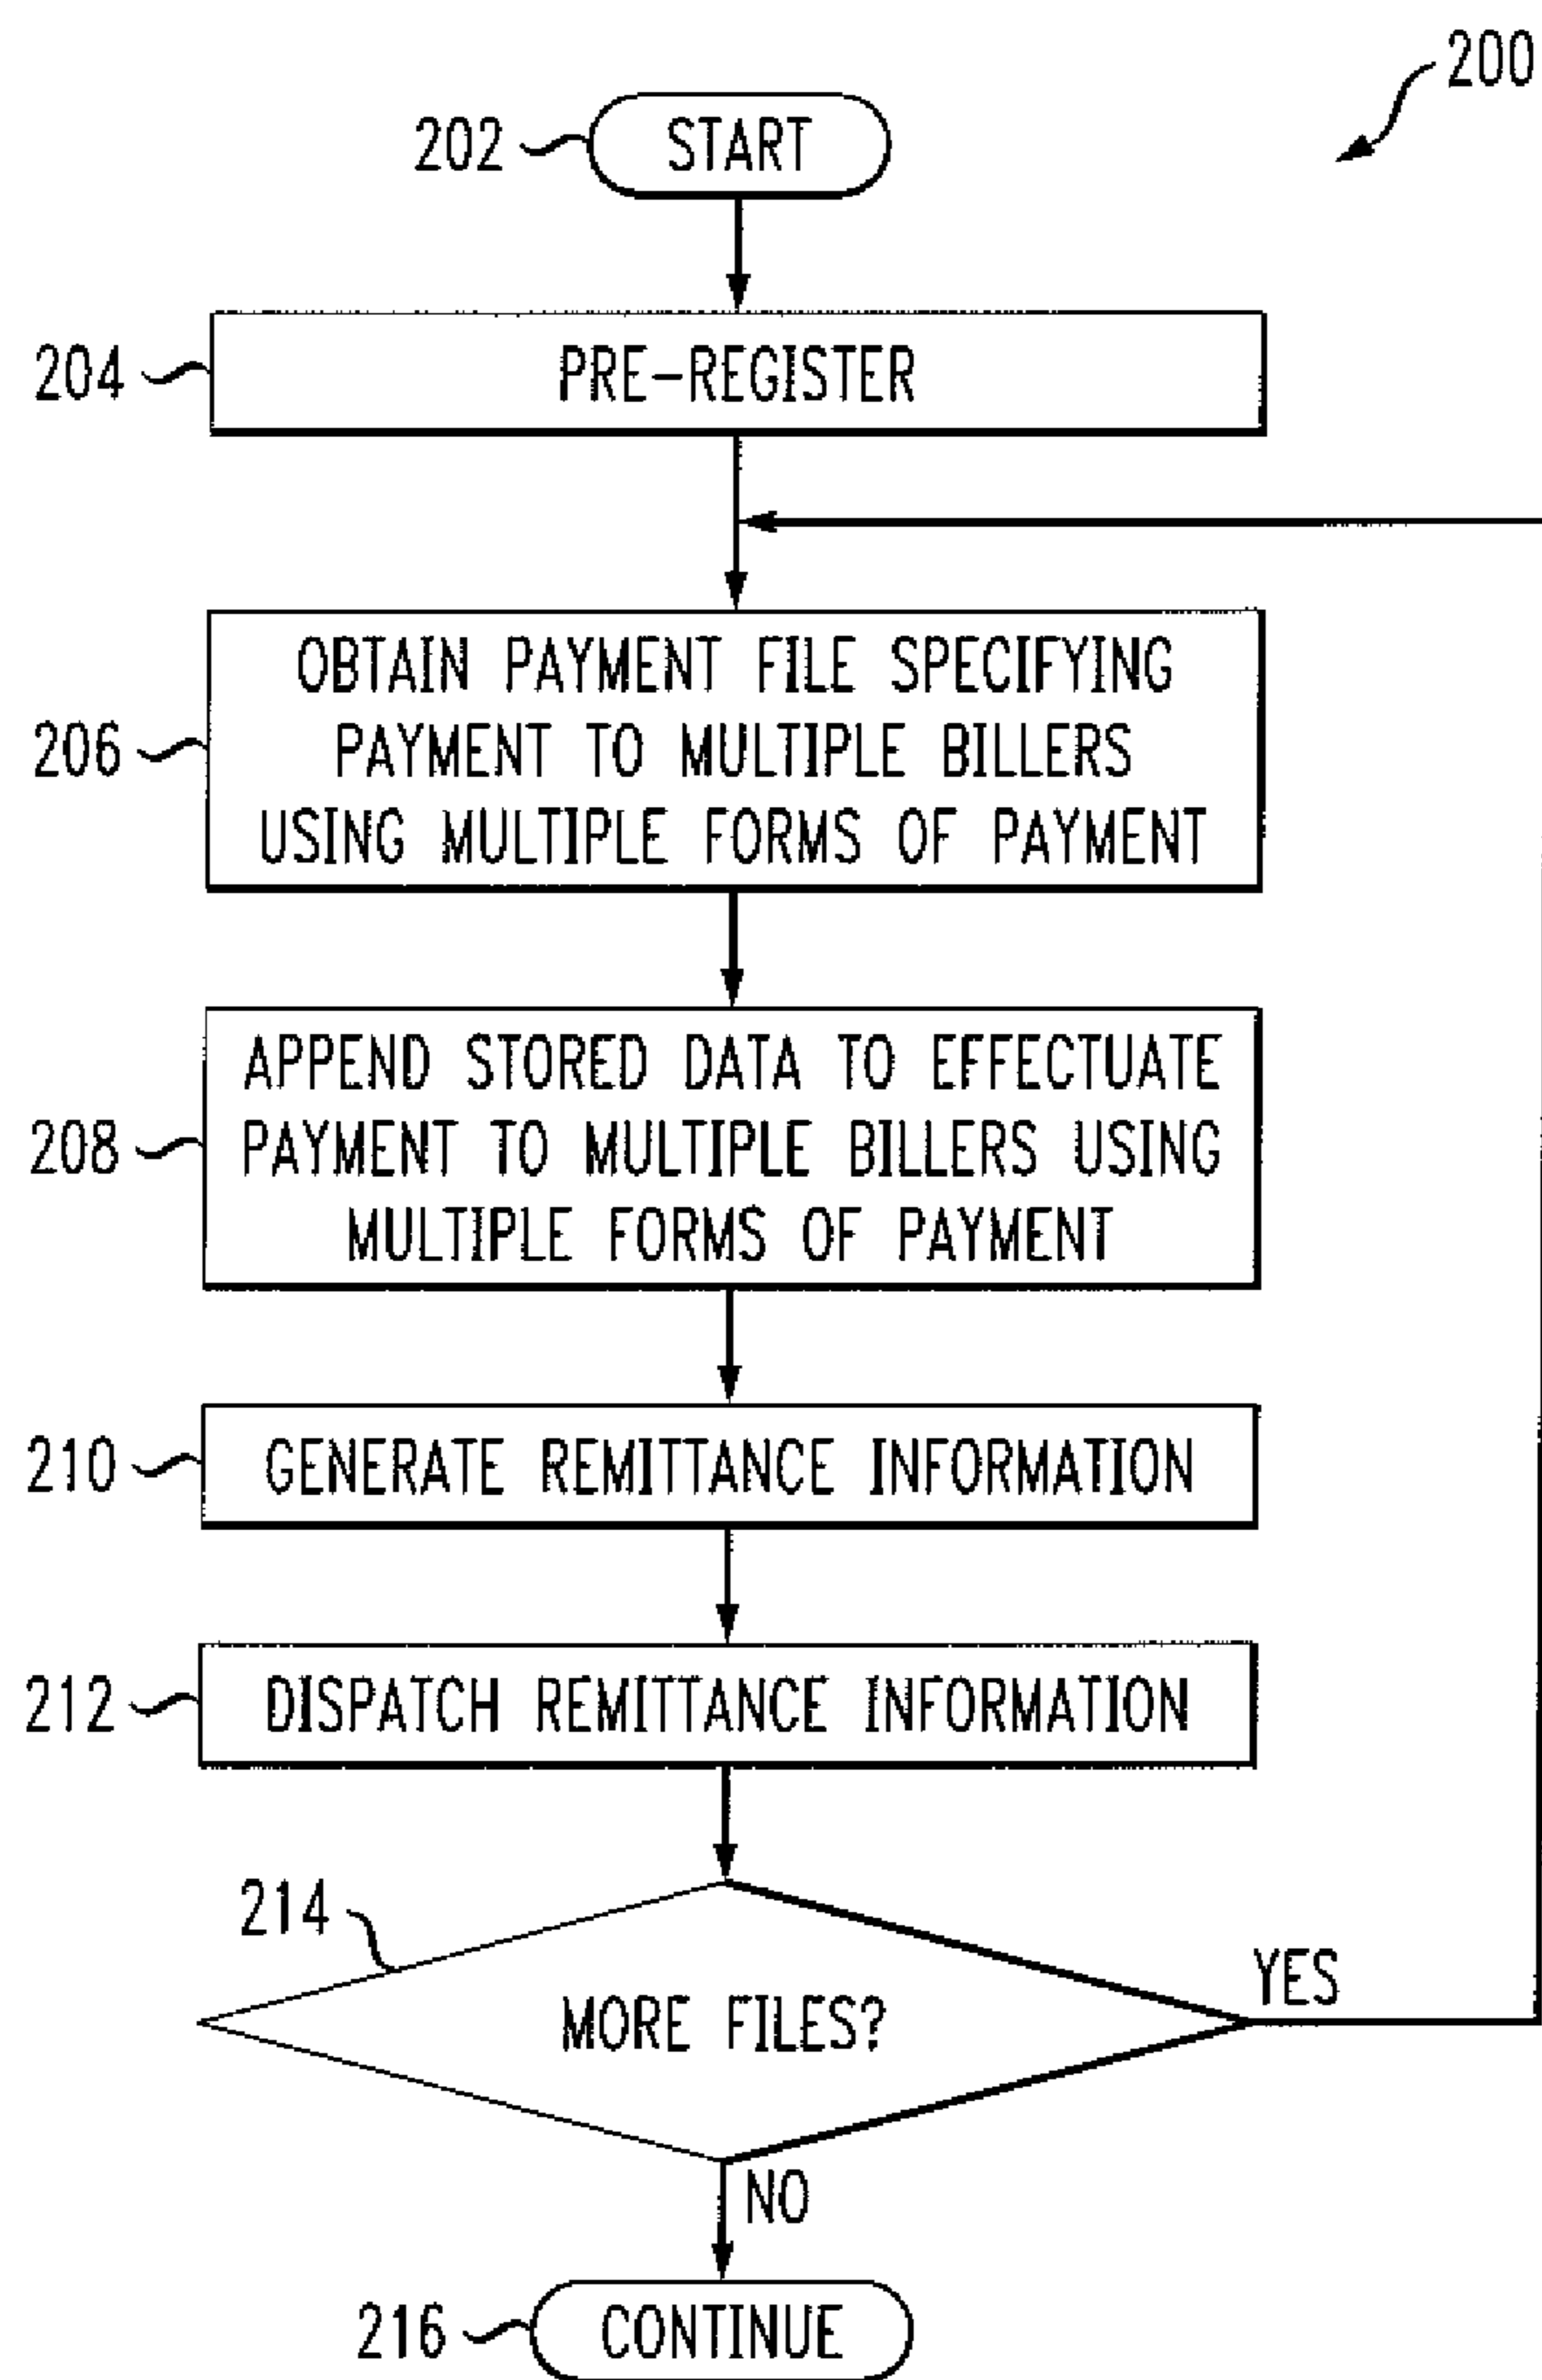 200
202 START
204 PRE-REGISTER
206 OBTAIN PAYMENT FILE SPECIFYING
PAYMENT TO MULTIPLE BILLERS
USING MULTIPLE FORMS OF PAYMENT
208 APPEND STORED DATA TO EFFECTUATE
PAYMENT TO MULTIPLE BILLERS USING
MULTIPLE FORMS OF PAYMENT
210 GENERATE REMITTANCE INFORMATION
212 DISPATCH REMITTANCE INFORMATION
214
MORE FILES?
YES
NO
216 CONTINUE